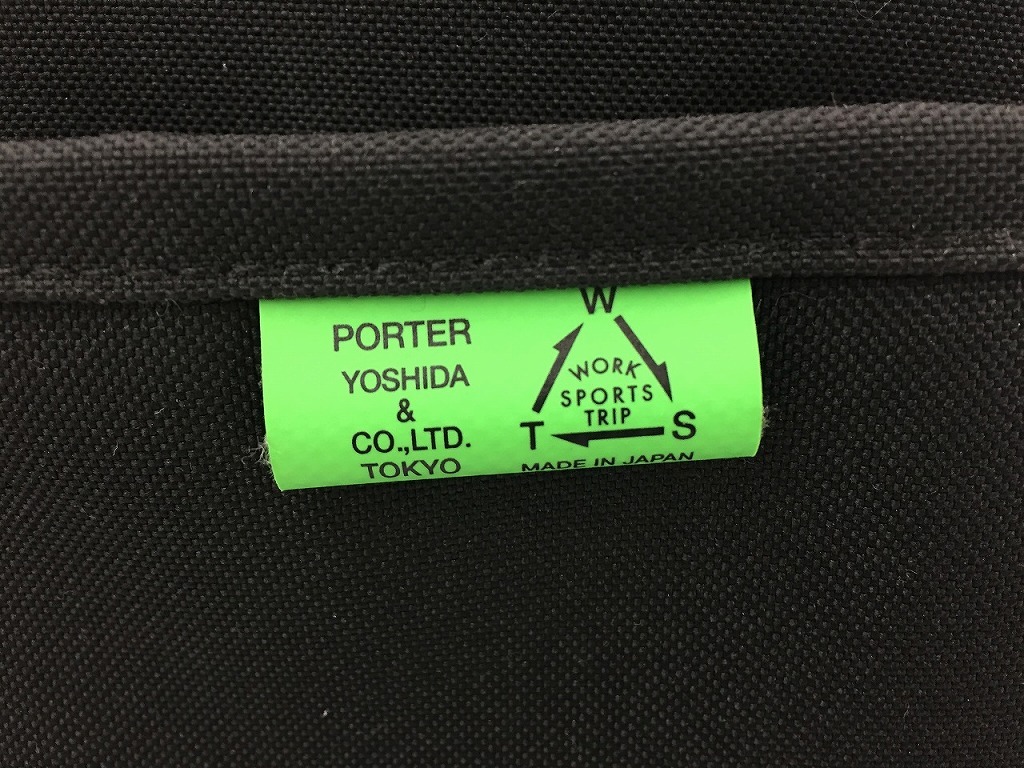 PORTER
YOSHIDA
&
CO.,LTD.
TOKYO
W
WORK
SPORTS
TRIP
T S
MADE IN JAPAN